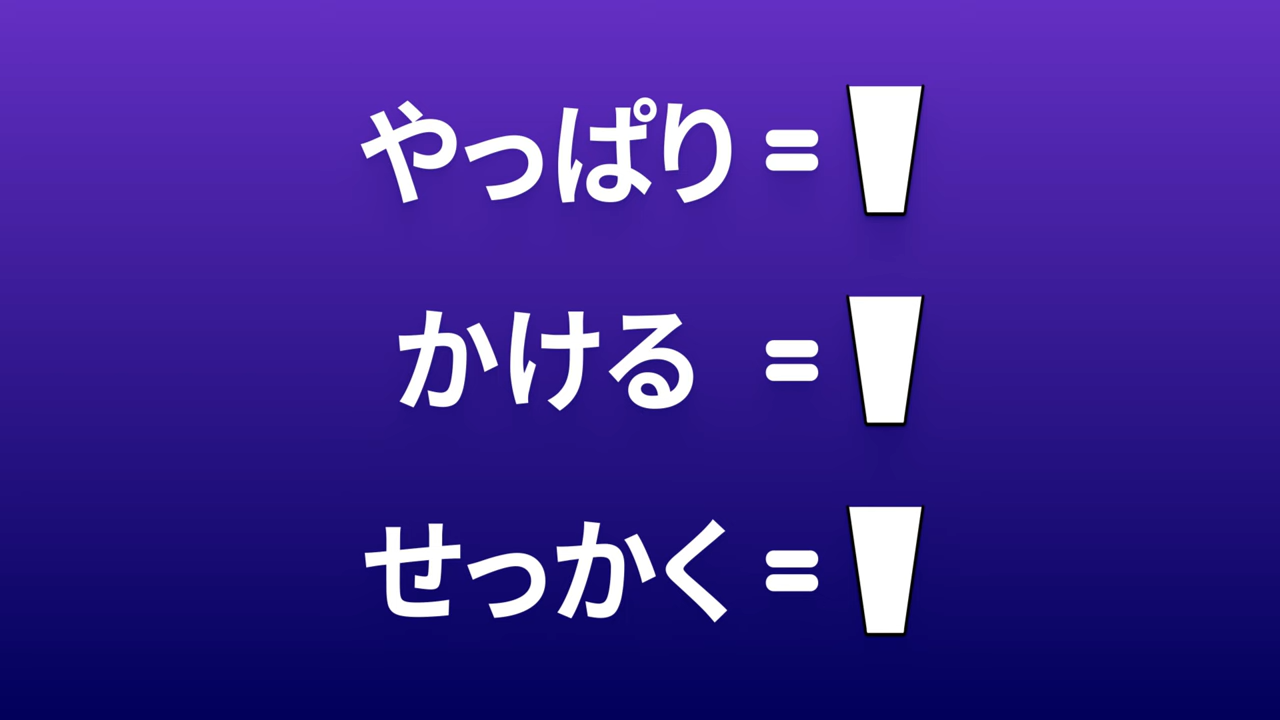 やっぱり =
かける =
せっかく =